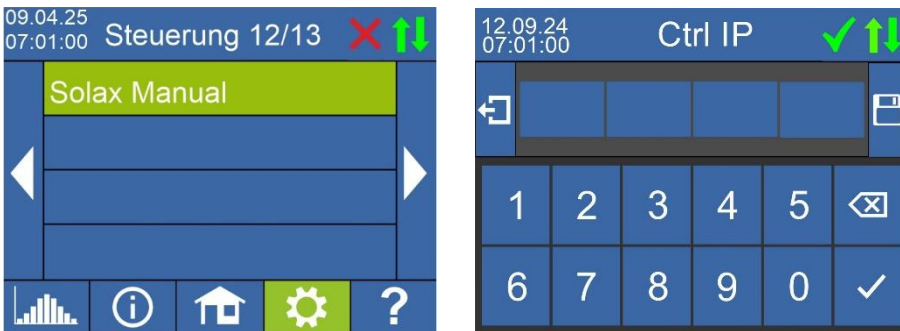 09.04.25
07:01:00 Steuerung 12/13
Solax Manual
?
12.09.24
07:01:00 Ctrl IP
1 2 3 4 5
6 7 8 9 0